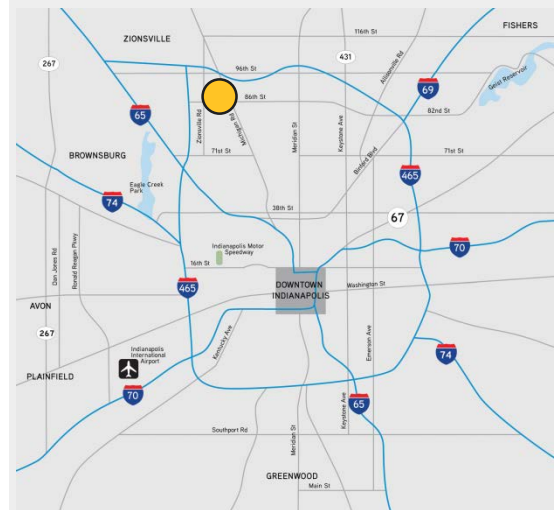 FISHERS
ZIONSVILLE
116th St
267
431
Allisonville Rd
96th St
Geist Reservoir
69
86th St
65
82nd St
Zionsville Rd
Michigan Rd
Meridian St
Keystone Ave
Binford Blvd
71st St
71st St
BROWNSBURG
465
Eagle Creek
Park
74
38th St
67
70
Dan Jones Rd
Ronald Reagan Pkwy
Indianapolis Motor
Speedway
16th St
465
DOWNTOWN
INDIANAPOLIS
Washington St
AVON
267
Kentucky Ave
Emerson Ave
Indianapolis
International
Airport
74
PLAINFIELD
70
65
Keystone Ave
Southport Rd
Meridian St
GREENWOOD
Main St